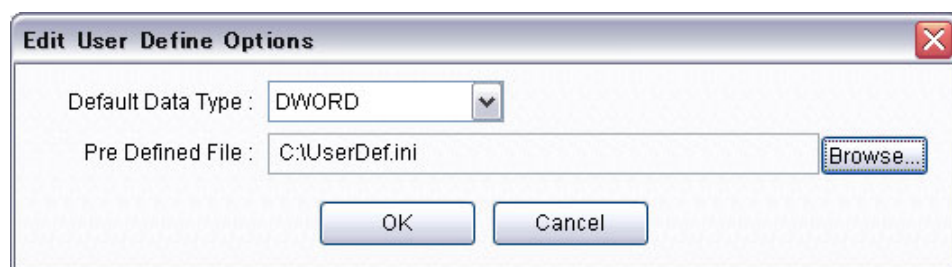 Edit User Define Options
Default Data Type : DWORD
Pre Defined File : C:\UserDef.ini Browse...
OK Cancel